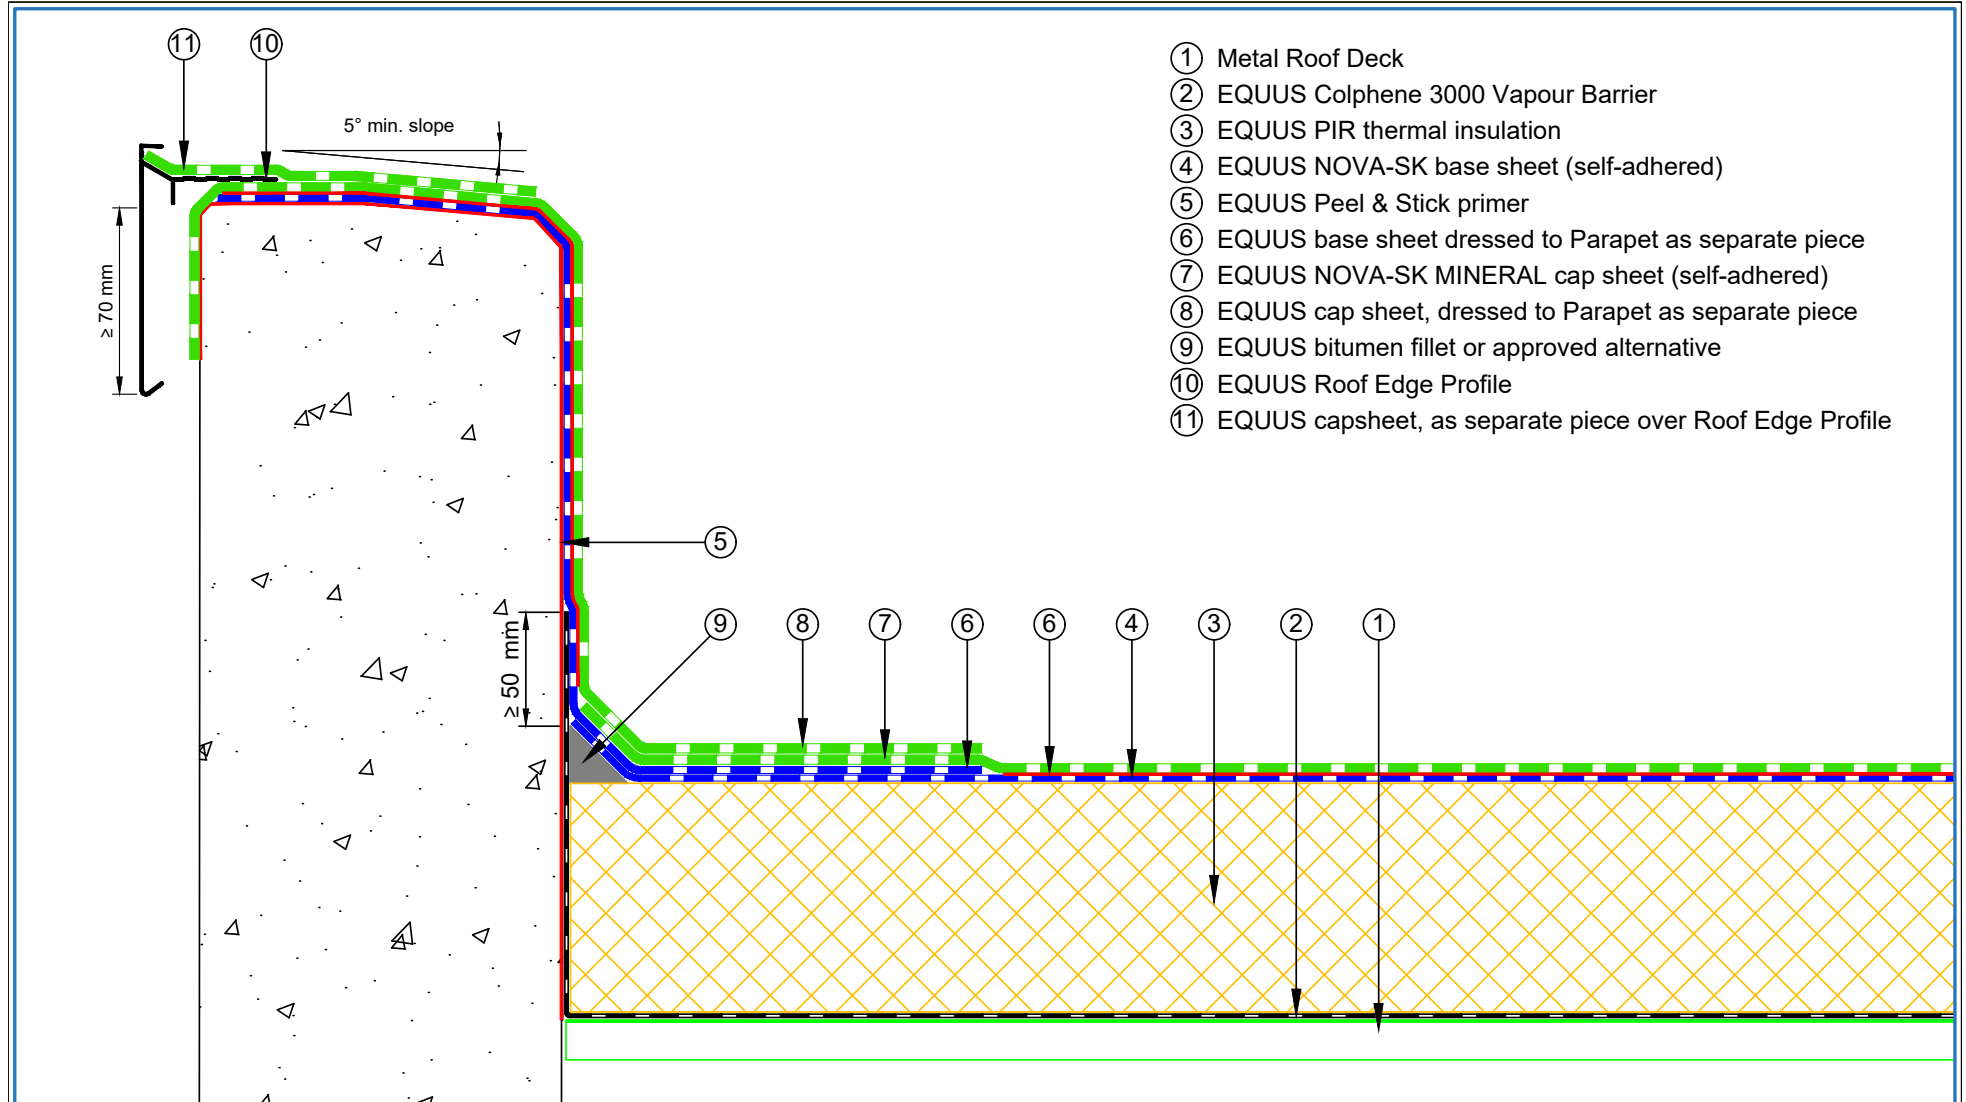 11 10
5° min. slope
≥ 70 mm
1 Metal Roof Deck
2 EQUUS Colphene 3000 Vapour Barrier
3 EQUUS PIR thermal insulation
4 EQUUS NOVA-SK base sheet (self-adhered)
5 EQUUS Peel & Stick primer
6 EQUUS base sheet dressed to Parapet as separate piece
7 EQUUS NOVA-SK MINERAL cap sheet (self-adhered)
8 EQUUS cap sheet, dressed to Parapet as separate piece
9 EQUUS bitumen fillet or approved alternative
10 EQUUS Roof Edge Profile
11 EQUUS capsheet, as separate piece over Roof Edge Profile
5
≥ 50 mm
9 8 7 6 6 4 3 2 1